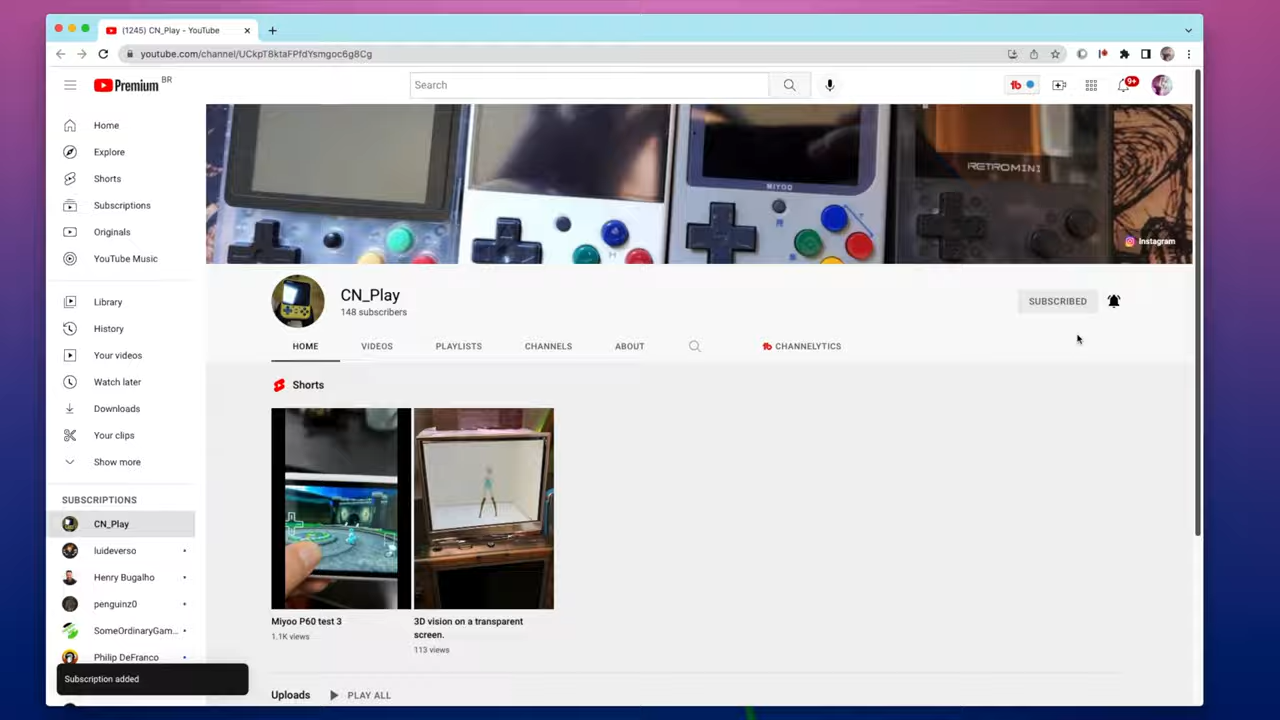 (1245) CN_Play - YouTube
youtube.com/channel/UCkpT8ktaFPfdYsmgoc6g8Cg
Premium BR
Search
9+
Home
Explore
Shorts
Subscriptions
Originals
YouTube Music
Library
History
Your videos
Watch later
Downloads
Your clips
Show more
SUBSCRIPTIONS
CN_Play
luideverso
Henry Bugalho
penguinz0
SomeOrdinaryGam...
Philip DeFranco
Subscription added
MIYOO
RETROMINI
Instagram
CN_Play
148 subscribers
SUBSCRIBED
HOME VIDEOS PLAYLISTS CHANNELS ABOUT CHANNELYTICS
Shorts
Miyoo P60 test 3
1.1K views
3D vision on a transparent
screen.
113 views
Uploads PLAY ALL